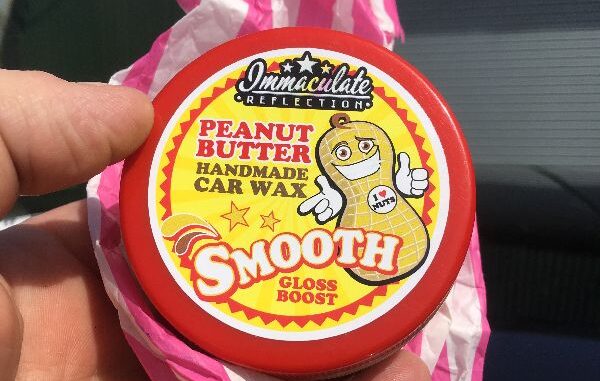 Immaculate
REFLECTION
PEANUT
BUTTER
HANDMADE
CAR WAX
I ♥
NUTS
SMOOTH
GLOSS
BOOST